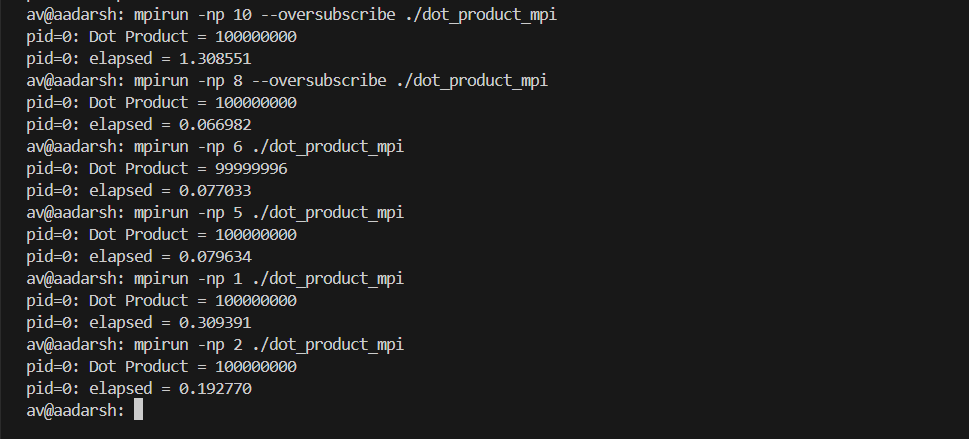 av@aadarsh: mpirun -np 10 --oversubscribe ./dot_product_mpi
pid=0: Dot Product = 100000000
pid=0: elapsed = 1.308551
av@aadarsh: mpirun -np 8 --oversubscribe ./dot_product_mpi
pid=0: Dot Product = 100000000
pid=0: elapsed = 0.066982
av@aadarsh: mpirun -np 6 ./dot_product_mpi
pid=0: Dot Product = 99999996
pid=0: elapsed = 0.077033
av@aadarsh: mpirun -np 5 ./dot_product_mpi
pid=0: Dot Product = 100000000
pid=0: elapsed = 0.079634
av@aadarsh: mpirun -np 1 ./dot_product_mpi
pid=0: Dot Product = 100000000
pid=0: elapsed = 0.309391
av@aadarsh: mpirun -np 2 ./dot_product_mpi
pid=0: Dot Product = 100000000
pid=0: elapsed = 0.192770
av@aadarsh: